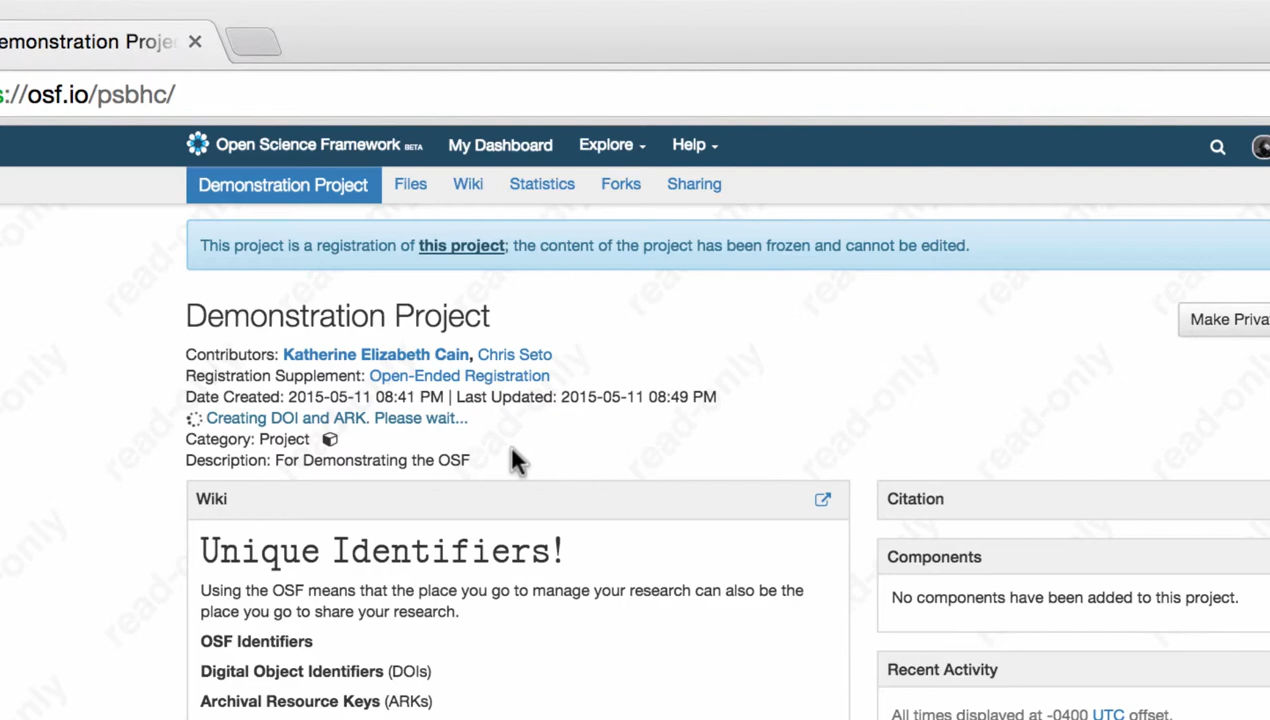 emonstration Proje
s://osf.io/psbhc/
Open Science Framework BETA My Dashboard Explore Help
Demonstration Project Files Wiki Statistics Forks Sharing
This project is a registration of this project; the content of the project has been frozen and cannot be edited.
Demonstration Project
Make Priva
Contributors: Katherine Elizabeth Cain, Chris Seto
Registration Supplement: Open-Ended Registration
Date Created: 2015-05-11 08:41 PM | Last Updated: 2015-05-11 08:49 PM
Creating DOI and ARK. Please wait...
Category: Project
Description: For Demonstrating the OSF
Wiki
Unique Identifiers!
Using the OSF means that the place you go to manage your research can also be the
place you go to share your research.
OSF Identifiers
Digital Object Identifiers (DOIs)
Archival Resource Keys (ARKs)
Citation
Components
No components have been added to this project.
Recent Activity
All times displayed at -0400 UTC offset.
read-only